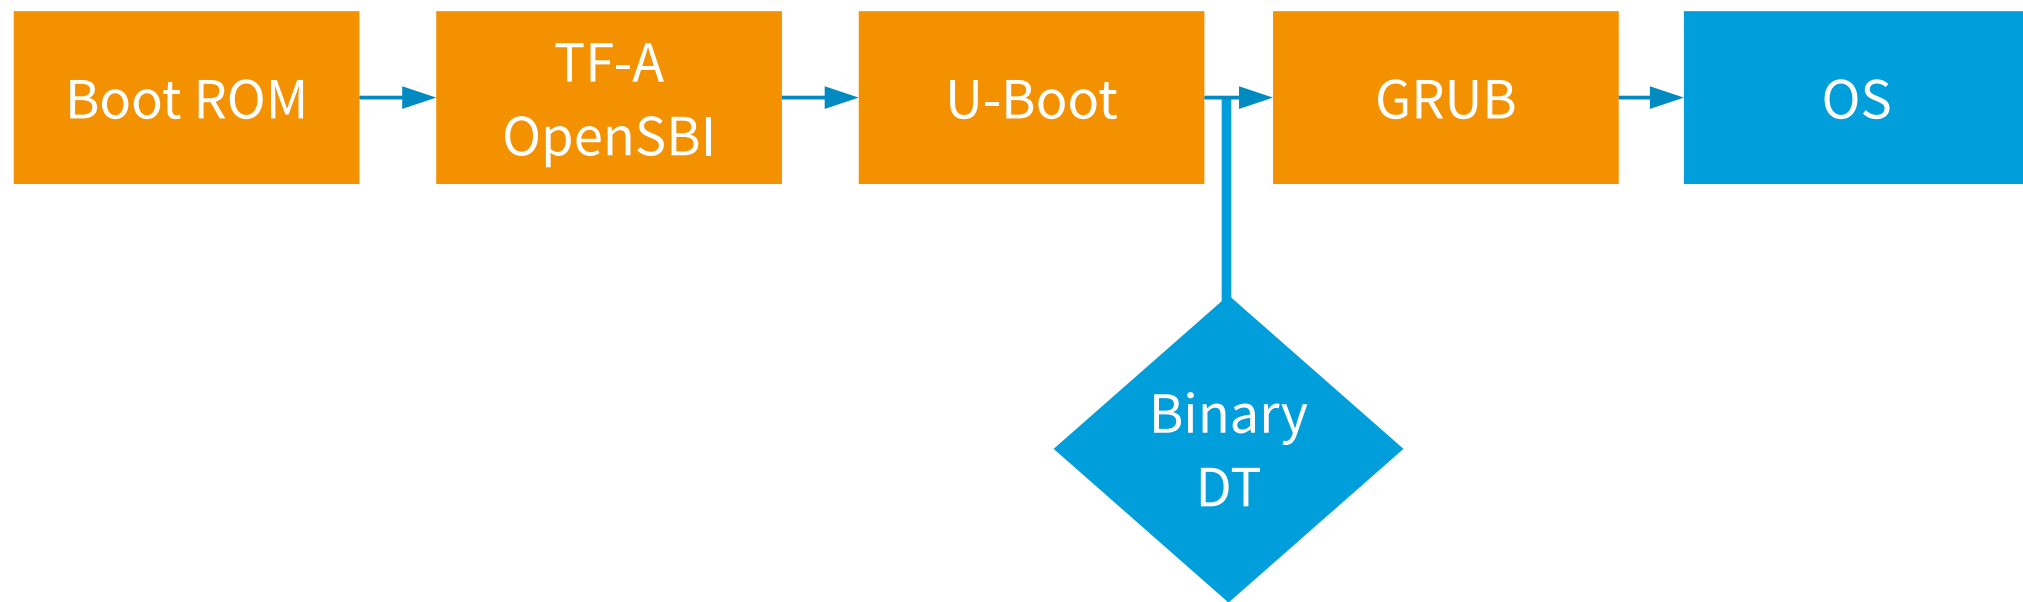 Boot ROM
TF-A
OpenSBI
U-Boot
GRUB
OS
Binary
DT